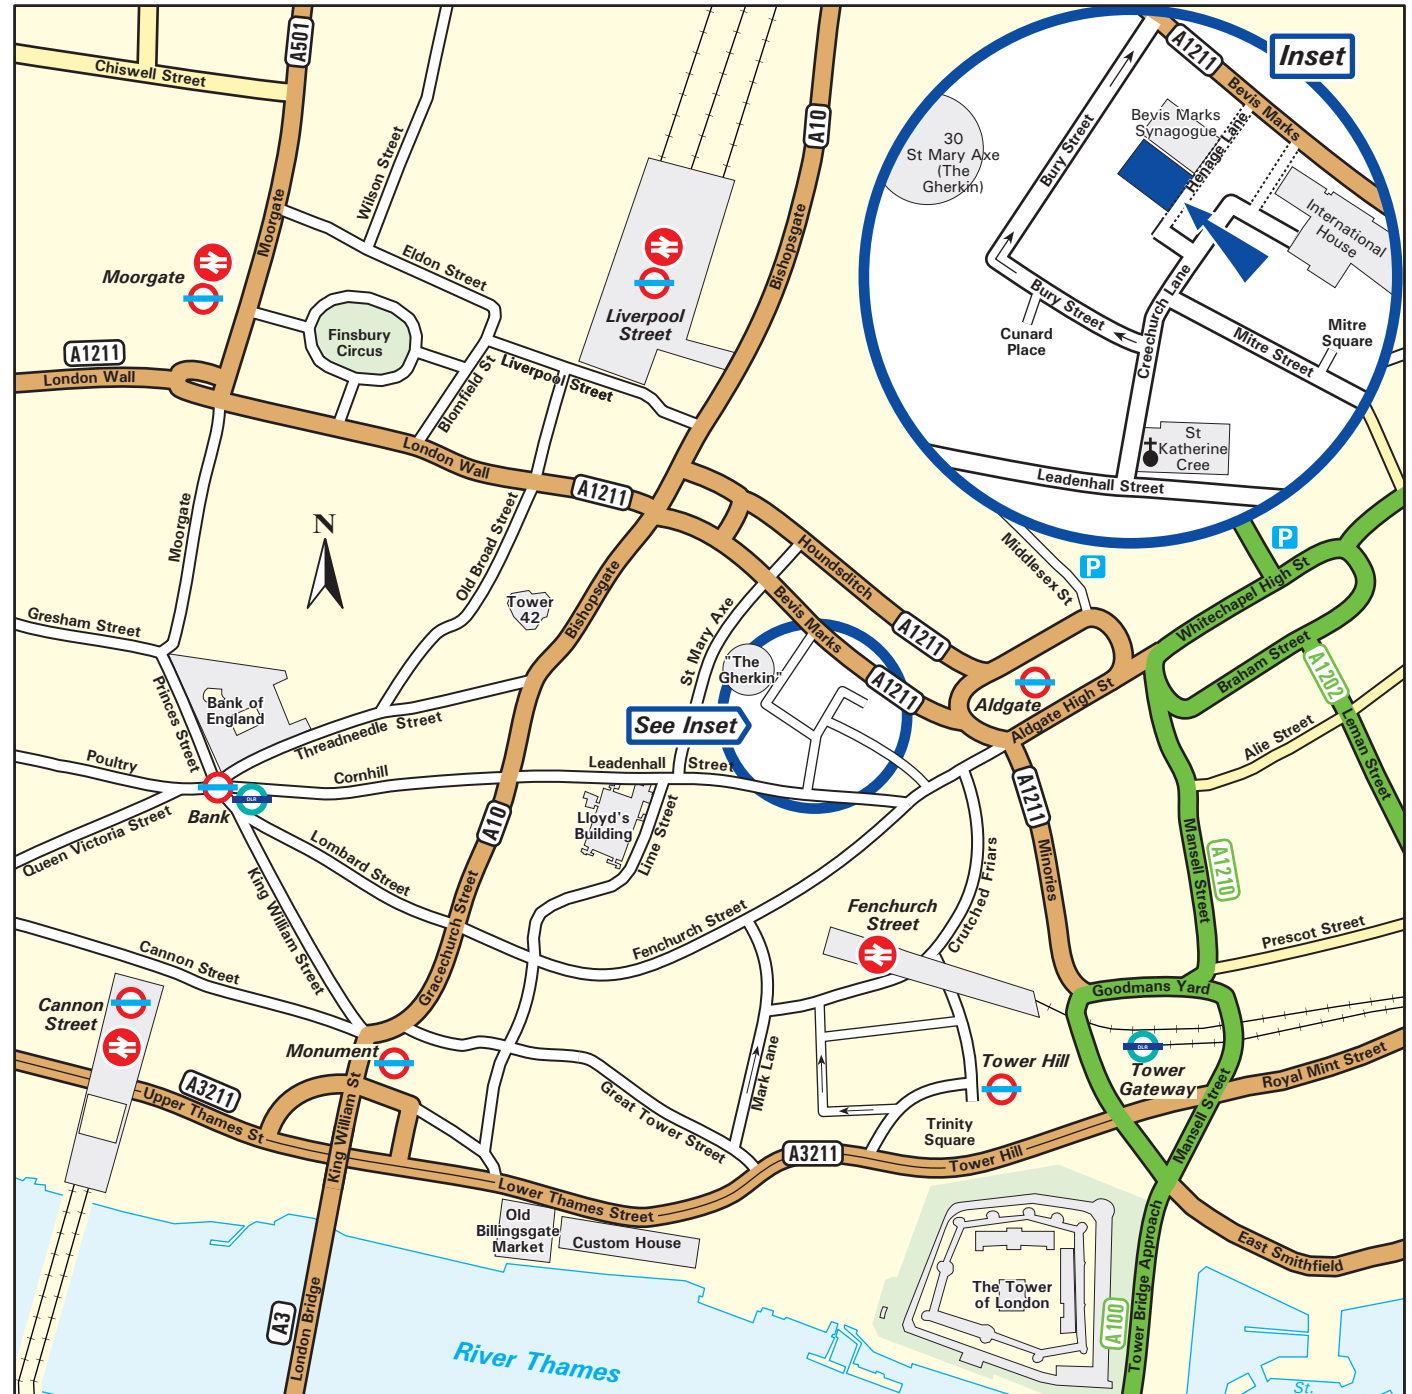 A501
Chiswell Street
Wilson Street
A10
Moorgate
Moorgate
Eldon Street
Bishopsgate
Liverpool
Street
Finsbury
Circus
A1211
London Wall
Blomfield St
Liverpool Street
London Wall
A1211
Inset
A1211
Bevis Marks
Bevis Marks
Synagogue
Henage Lane
30
St Mary Axe
(The
Gherkin)
Bury Street
International
House
Bury Street
Cunard
Place
Creechurch Lane
Mitre
Square
Mitre Street
St
Katherine
Cree
Leadenhall Street
Moorgate
N
Old Broad Street
Tower
42
Bishopsgate
Houndsditch
Bevis Marks
A1211
A1211
St Mary Axe
"The
Gherkin"
See Inset
Middlesex St
P
P
Whitechapel High St
Braham Street
A1202
Leman Street
Alie Street
Aldgate
Aldgate High St
Gresham Street
Princes Street
Bank of
England
Threadneedle Street
Poultry
Cornhill
Leadenhall Street
Queen Victoria Street
DLR
Bank
Lombard Street
King William Street
A10
Lloyd's
Building
Lime Street
A1211
Minories
Mansell Street
A1210
Crutched Friars
Fenchurch
Street
Fenchurch Street
Gracechurch Street
Prescot Street
Cannon Street
Cannon
Street
Goodmans Yard
Monument
A3211
Upper Thames St
King William St
Great Tower Street
Mark Lane
Tower Hill
Trinity
Square
DLR
Tower
Gateway
Mansell Street
Royal Mint Street
A3211
Tower Hill
Lower Thames Street
Old
Billingsgate
Market
Custom House
The Tower
of London
Tower Bridge Approach
A100
East Smithfield
A3
London Bridge
River Thames
St.